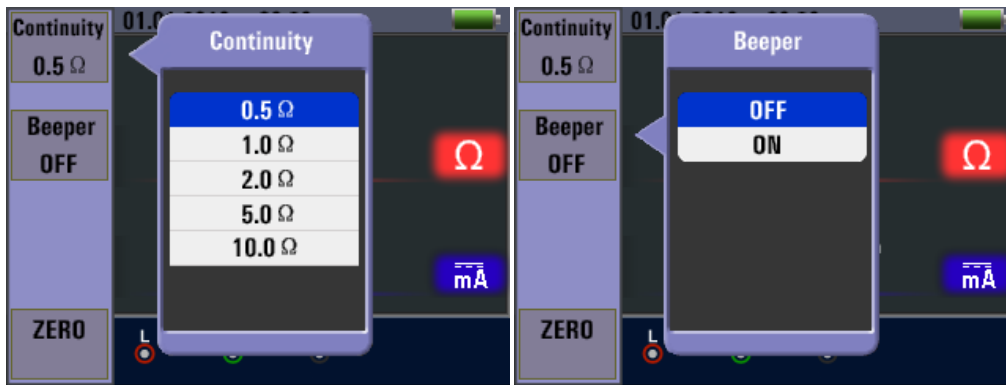 Continuity
0.5 Ω
Beeper
OFF
ZERO
Continuity
0.5 Ω
1.0 Ω
2.0 Ω
5.0 Ω
10.0 Ω
Ω
mA
L
Continuity
0.5 Ω
Beeper
OFF
ZERO
Beeper
OFF
ON
Ω
mA
L